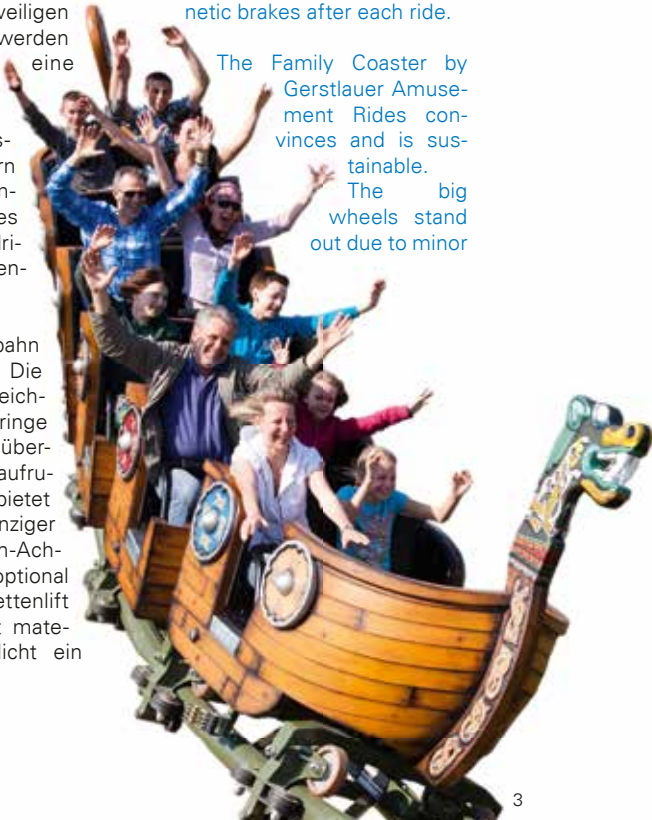 veiligen
werden
eine
s-
rn
n-
es
dri-
en-
bahn
Die
eich-
ringe
über-
aufru-
bietet
nziger
n-Ach-
optional
ettenlift
t mate-
licht ein
netic brakes after each ride.
The Family Coaster by
Gerstlauer Amuse-
ment Rides con-
vinces and is sus-
tainable.
The big
wheels stand
out due to minor
3